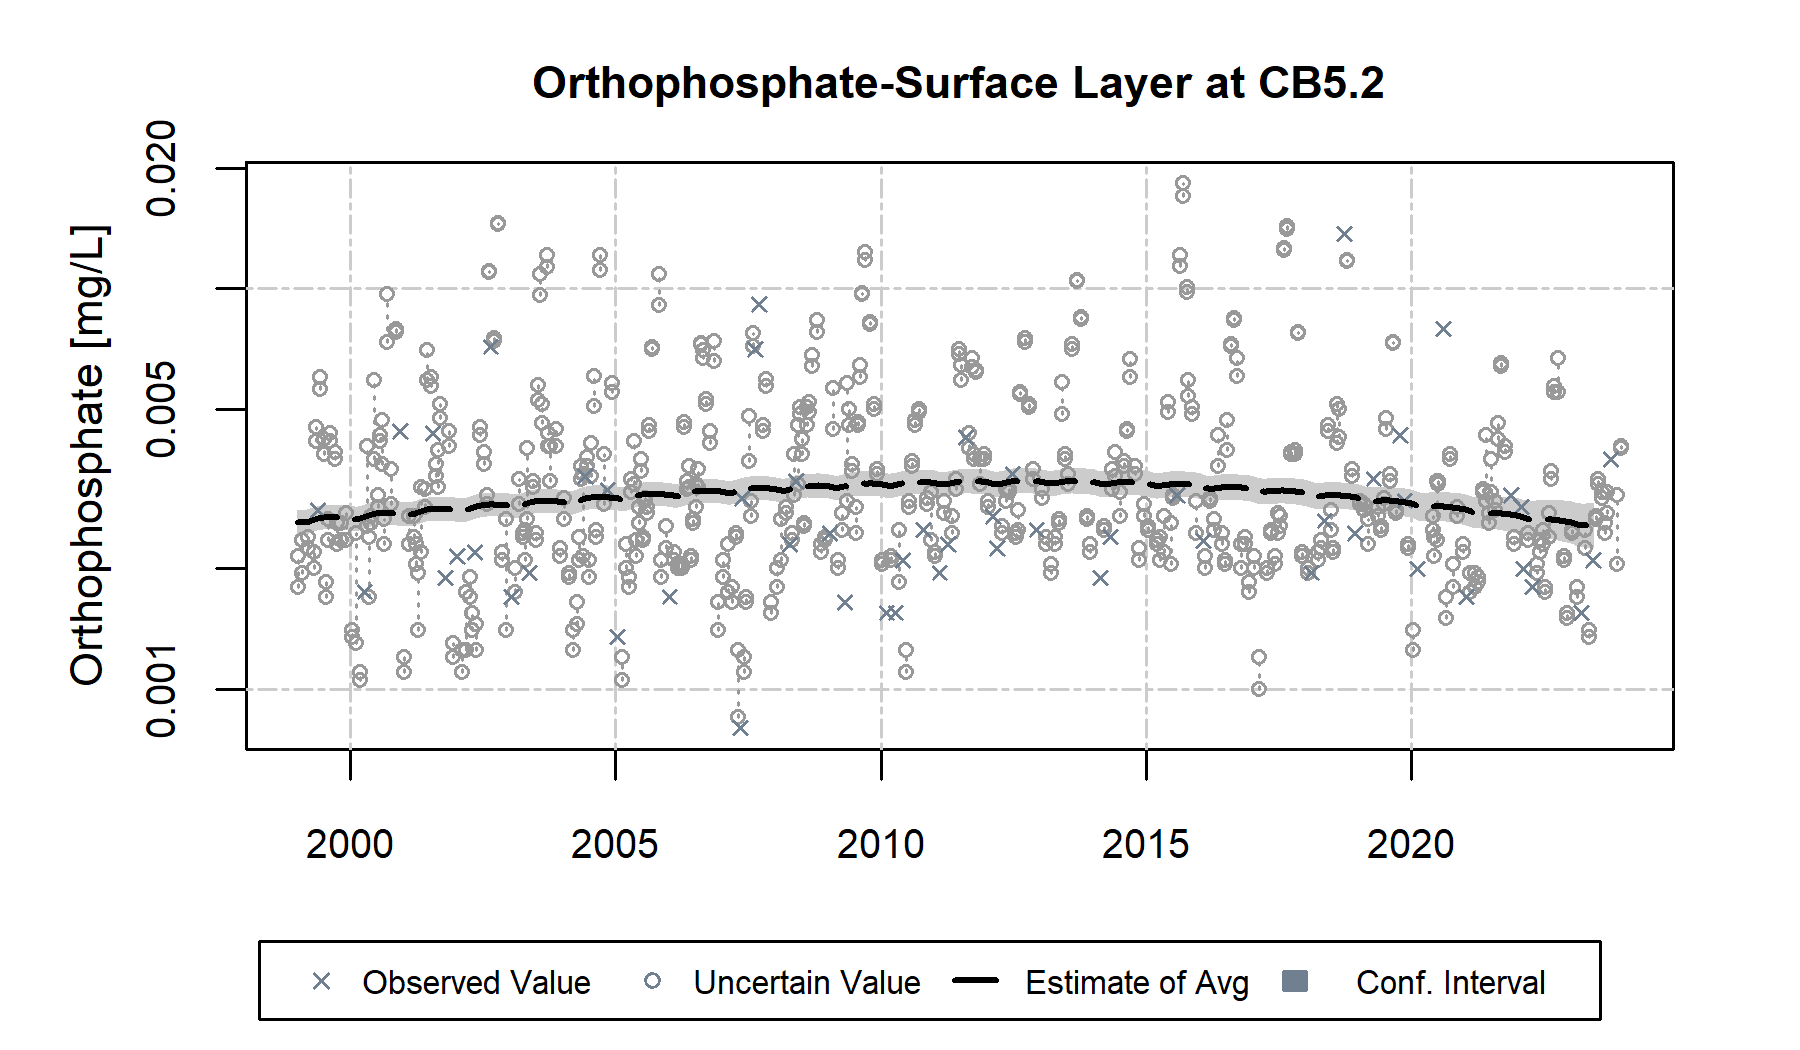 Orthophosphate-Surface Layer at CB5.2
Orthophosphate [mg/L]
0.020
0.005
0.001
2000 2005 2010 2015 2020
Observed Value Uncertain Value Estimate of Avg Conf. Interval